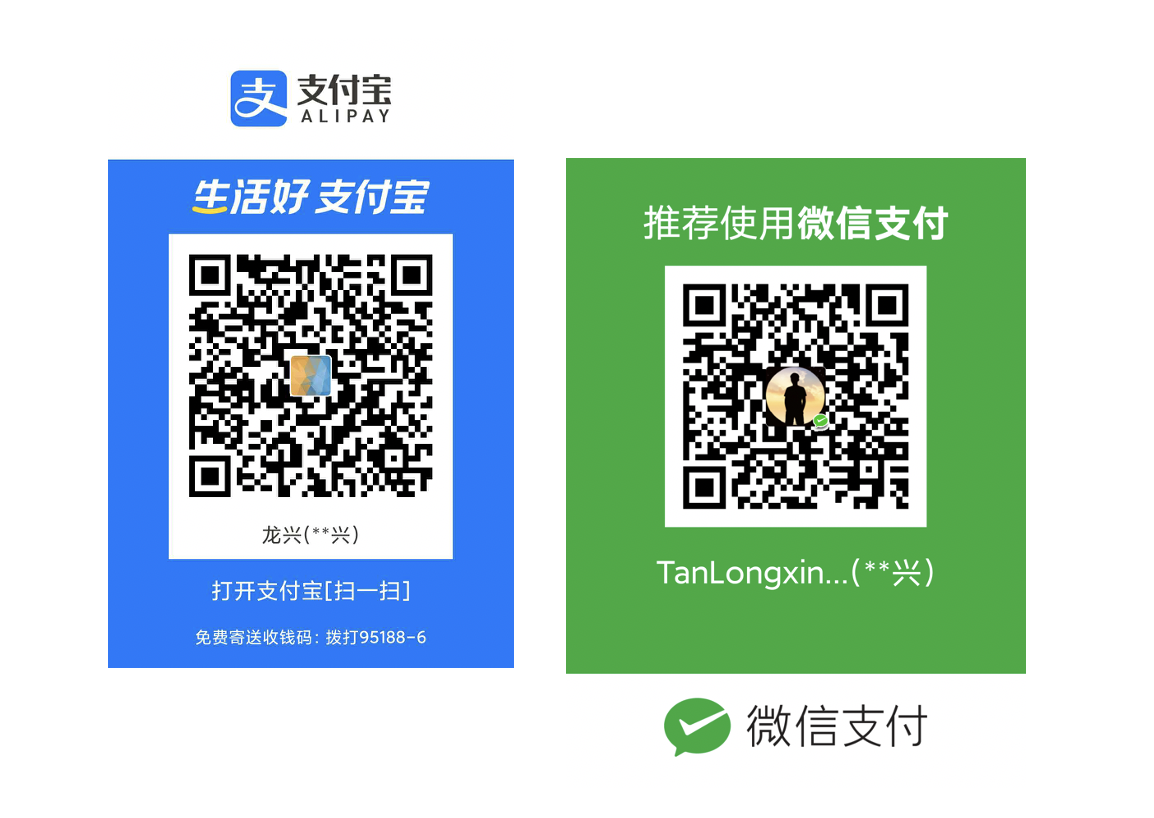 支付宝
ALIPAY
生活好 支付宝
龙兴(**兴)
打开支付宝[扫一扫]
免费寄送收钱码：拨打95188-6
推荐使用微信支付
TanLongxin...(**兴)
微信支付